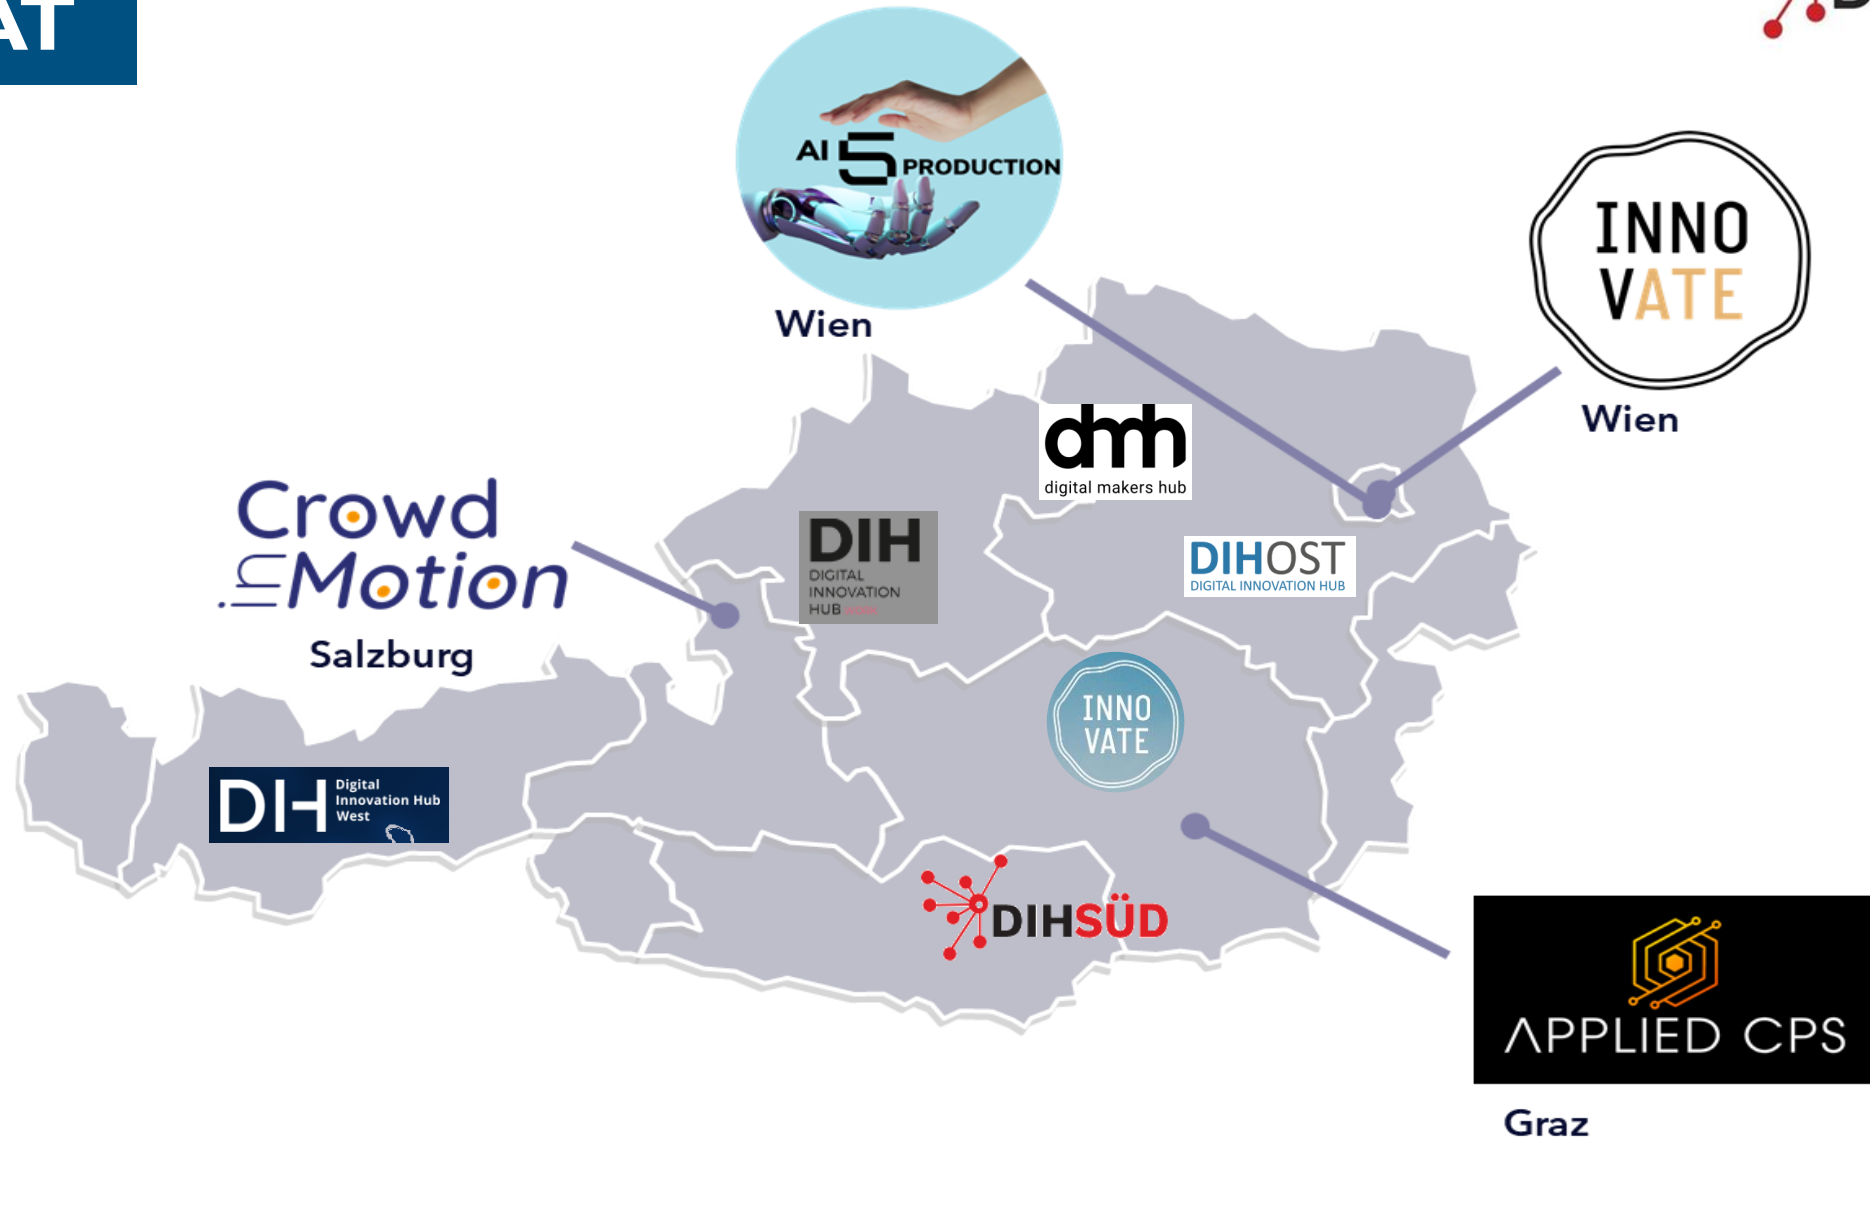 AT
AI 5 PRODUCTION
Wien
INNO
VATE
Wien
dmh
digital makers hub
Crowd
in Motion
Salzburg
DIH
DIGITAL
INNOVATION
HUB
DIHOST
DIGITAL INNOVATION HUB
INNO
VATE
DIH Digital
Innovation Hub
West
DIHSÜD
APPLIED CPS
Graz